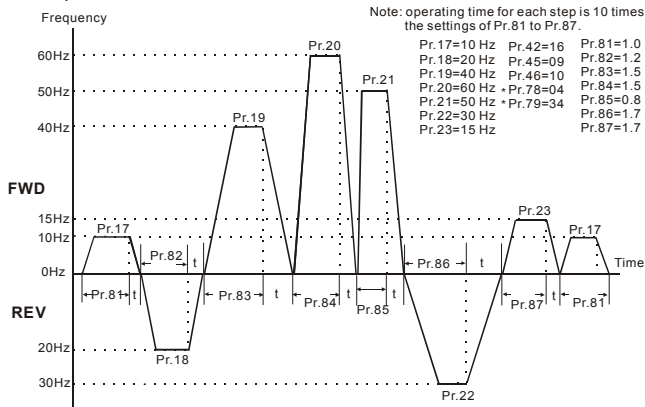 Note: operating time for each step is 10 times
the settings of Pr.81 to Pr.87.
Pr.17=10 Hz Pr.42=16 Pr.81=1.0
Pr.18=20 Hz Pr.45=09 Pr.82=1.2
Pr.19=40 Hz Pr.46=10 Pr.83=1.5
Pr.20=60 Hz *Pr.78=04 Pr.84=1.5
Pr.21=50 Hz *Pr.79=34 Pr.85=0.8
Pr.22=30 Hz Pr.86=1.7
Pr.23=15 Hz Pr.87=1.7
Frequency
Pr.20
60Hz
Pr.21
50Hz
Pr.19
40Hz
FWD
15Hz
Pr.17 Pr.23 Pr.17
10Hz
Pr.82 t Pr.86 t
Time
0Hz
Pr.81 t Pr.83 t Pr.84 t Pr.85 t Pr.87 t Pr.81
REV
20Hz
Pr.18
30Hz
Pr.22